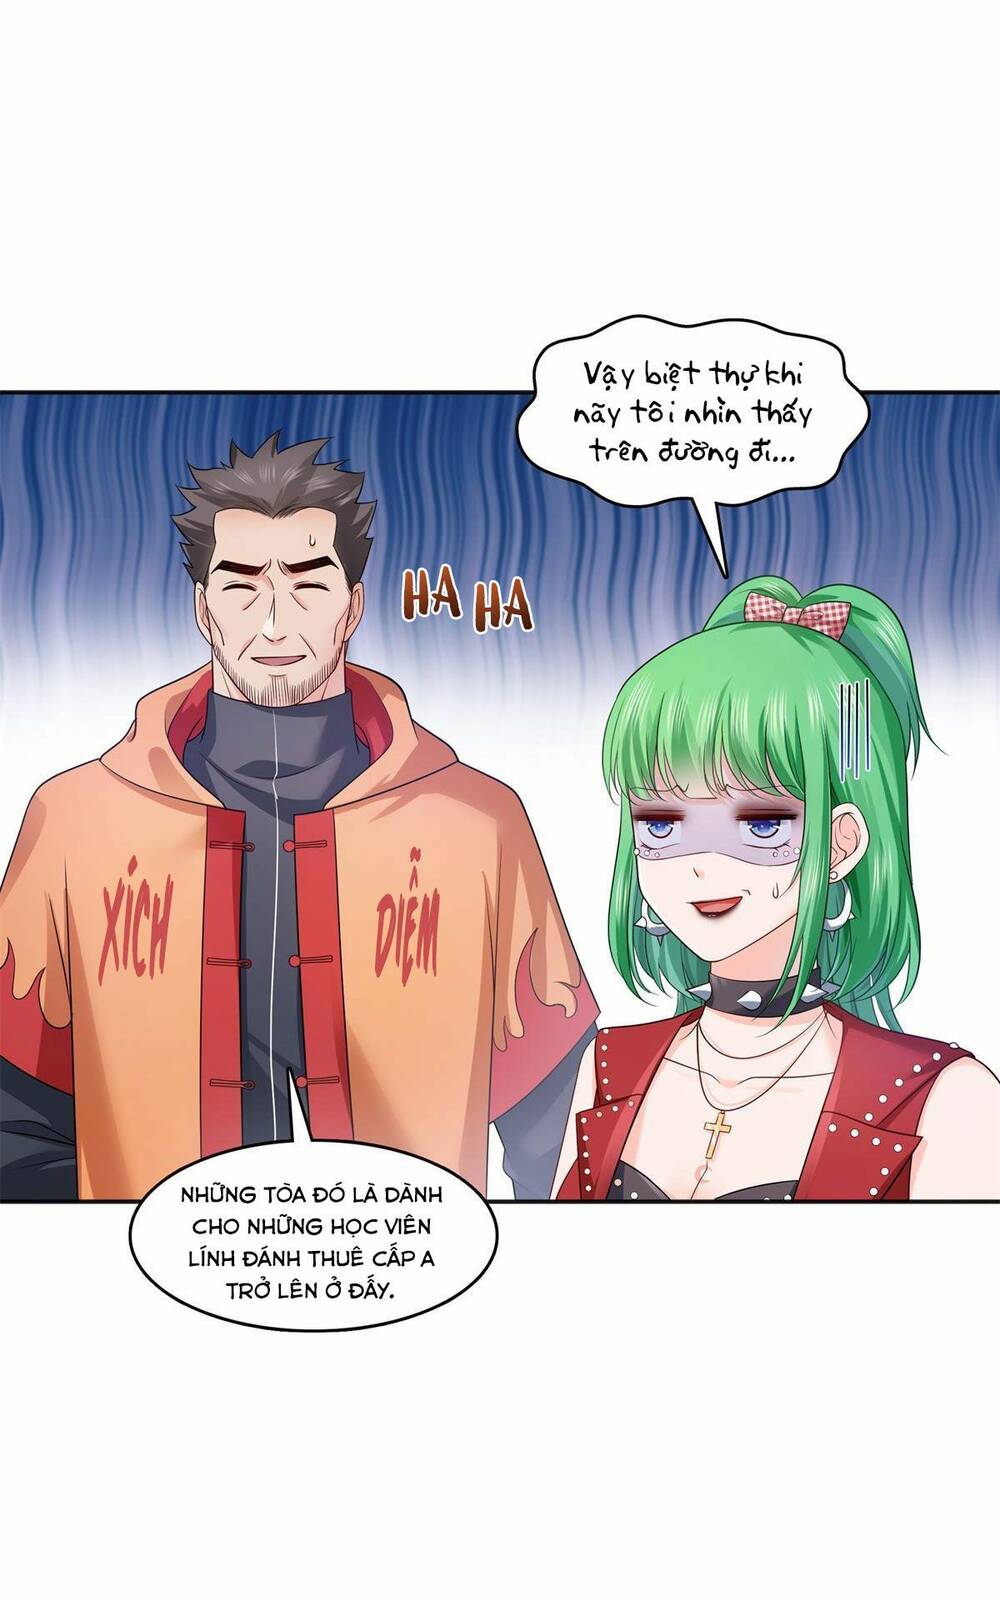 Vậy biệt thự khi
nãy tôi nhìn thấy
trên đường đi...
HA HA
XÍCH
DIỄM
NHỮNG TÒA ĐÓ LÀ DÀNH
CHO NHỮNG HỌC VIÊN
LÍNH ĐÁNH THUÊ CẤP A
TRỞ LÊN Ở ĐẤY.